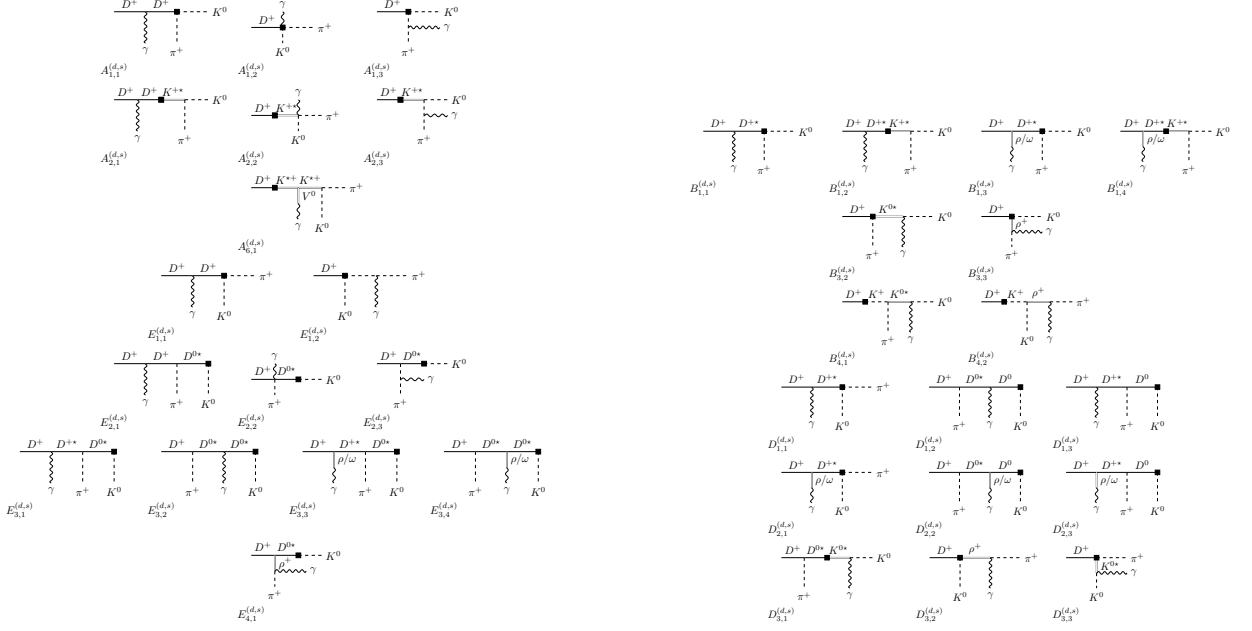 D⁺ D⁺ K⁰
γ π⁺
A₁,₁^(d,s)
γ
D⁺ π⁺
K⁰
A₁,₂^(d,s)
D⁺ K⁰
γ
π⁺
A₁,₃^(d,s)
D⁺ D⁺ K⁺⋆ K⁰
γ π⁺
A₂,₁^(d,s)
γ
D⁺ K⁺⋆ π⁺
K⁰
A₂,₂^(d,s)
D⁺ K⁺⋆ K⁰
γ
π⁺
A₂,₃^(d,s)
D⁺ K⋆⁺ K⋆⁺ π⁺
V⁰
γ K⁰
A₆,₁^(d,s)
D⁺ D⁺ π⁺
γ K⁰
E₁,₁^(d,s)
D⁺ π⁺
K⁰ γ
E₁,₂^(d,s)
D⁺ D⁺ D⁰⋆
γ π⁺ K⁰
E₂,₁^(d,s)
γ
D⁺ D⁰⋆ K⁰
π⁺
E₂,₂^(d,s)
D⁺ D⁰⋆ K⁰
γ
π⁺
E₂,₃^(d,s)
D⁺ D⁺⋆ D⁰⋆
γ π⁺ K⁰
E₃,₁^(d,s)
D⁺ D⁰⋆ D⁰⋆
π⁺ γ K⁰
E₃,₂^(d,s)
D⁺ D⁺⋆ D⁰⋆
ρ/ω
γ π⁺ K⁰
E₃,₃^(d,s)
D⁺ D⁰⋆ D⁰⋆
ρ/ω
π⁺ γ K⁰
E₃,₄^(d,s)
D⁺ D⁰⋆ K⁰
ρ⁺
γ
π⁺
E₄,₁^(d,s)
D⁺ D⁺⋆ K⁰
γ π⁺
B₁,₁^(d,s)
D⁺ D⁺⋆ K⁺⋆ K⁰
γ π⁺
B₁,₂^(d,s)
D⁺ D⁺⋆ K⁰
ρ/ω
γ π⁺
B₁,₃^(d,s)
D⁺ D⁺⋆ K⁺⋆ K⁰
ρ/ω
γ π⁺
B₁,₄^(d,s)
D⁺ K⁰⋆ K⁰
π⁺ γ
B₃,₂^(d,s)
D⁺ K⁰
ρ⁺ γ
π⁺
B₃,₃^(d,s)
D⁺ K⁺ K⁰⋆ K⁰
π⁺ γ
B₄,₁^(d,s)
D⁺ K⁺ ρ⁺ π⁺
K⁰ γ
B₄,₂^(d,s)
D⁺ D⁺⋆ π⁺
γ K⁰
D₁,₁^(d,s)
D⁺ D⁰⋆ D⁰
π⁺ γ K⁰
D₁,₂^(d,s)
D⁺ D⁺⋆ D⁰
γ π⁺ K⁰
D₁,₃^(d,s)
D⁺ D⁺⋆ π⁺
ρ/ω
γ K⁰
D₂,₁^(d,s)
D⁺ D⁰⋆ D⁰
ρ/ω
π⁺ γ K⁰
D₂,₂^(d,s)
D⁺ D⁺⋆ D⁰
ρ/ω
γ π⁺ K⁰
D₂,₃^(d,s)
D⁺ D⁰⋆ K⁰⋆ K⁰
π⁺ γ
D₃,₁^(d,s)
D⁺ ρ⁺ π⁺
K⁰ γ
D₃,₂^(d,s)
D⁺ π⁺
K⁰⋆ γ
K⁰
D₃,₃^(d,s)